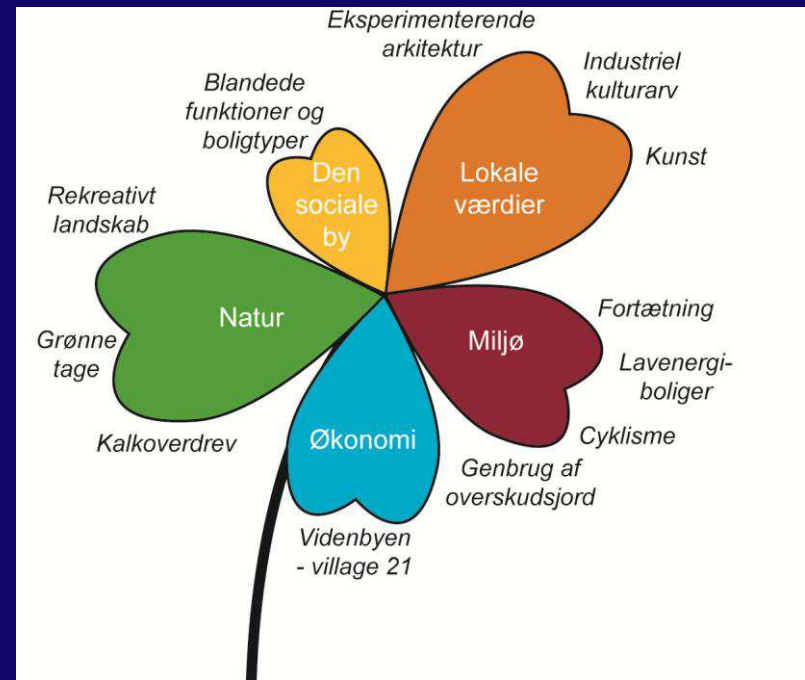 Eksperimenterende
arkitektur
Industriel
kulturarv
Kunst
Blandede
funktioner og
boligtyper
Den
sociale
by
Lokale
værdier
Rekreativt
landskab
Natur
Grønne
tage
Kalkoverdrev
Miljø
Fortætning
Lavenergi-
boliger
Cyklisme
Genbrug af
overskudsjord
Økonomi
Videnbyen
- village 21